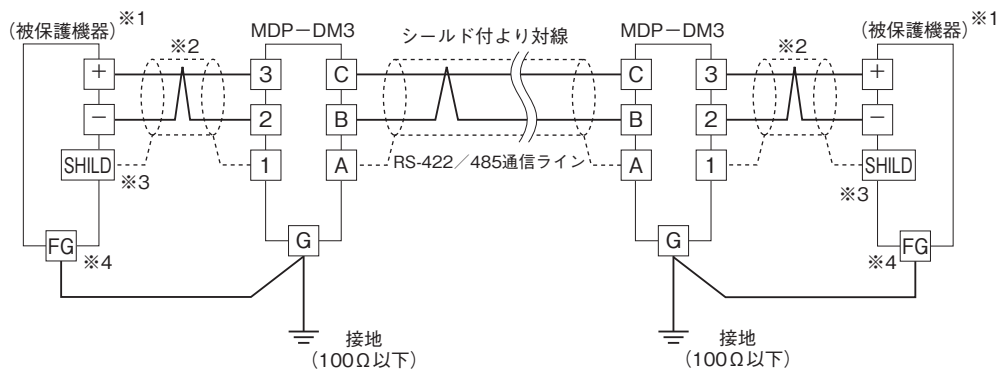 (被保護機器)※1
MDP−DM3
シールド付より対線
MDP−DM3
(被保護機器)※1
※2
※2
+
3
C
C
3
+
−
2
B
B
2
−
SHILD
※3
1
A
RS-422/485通信ライン
A
1
SHILD
※3
FG
※4
G
G
※4
FG
接地
(100Ω以下)
接地
(100Ω以下)